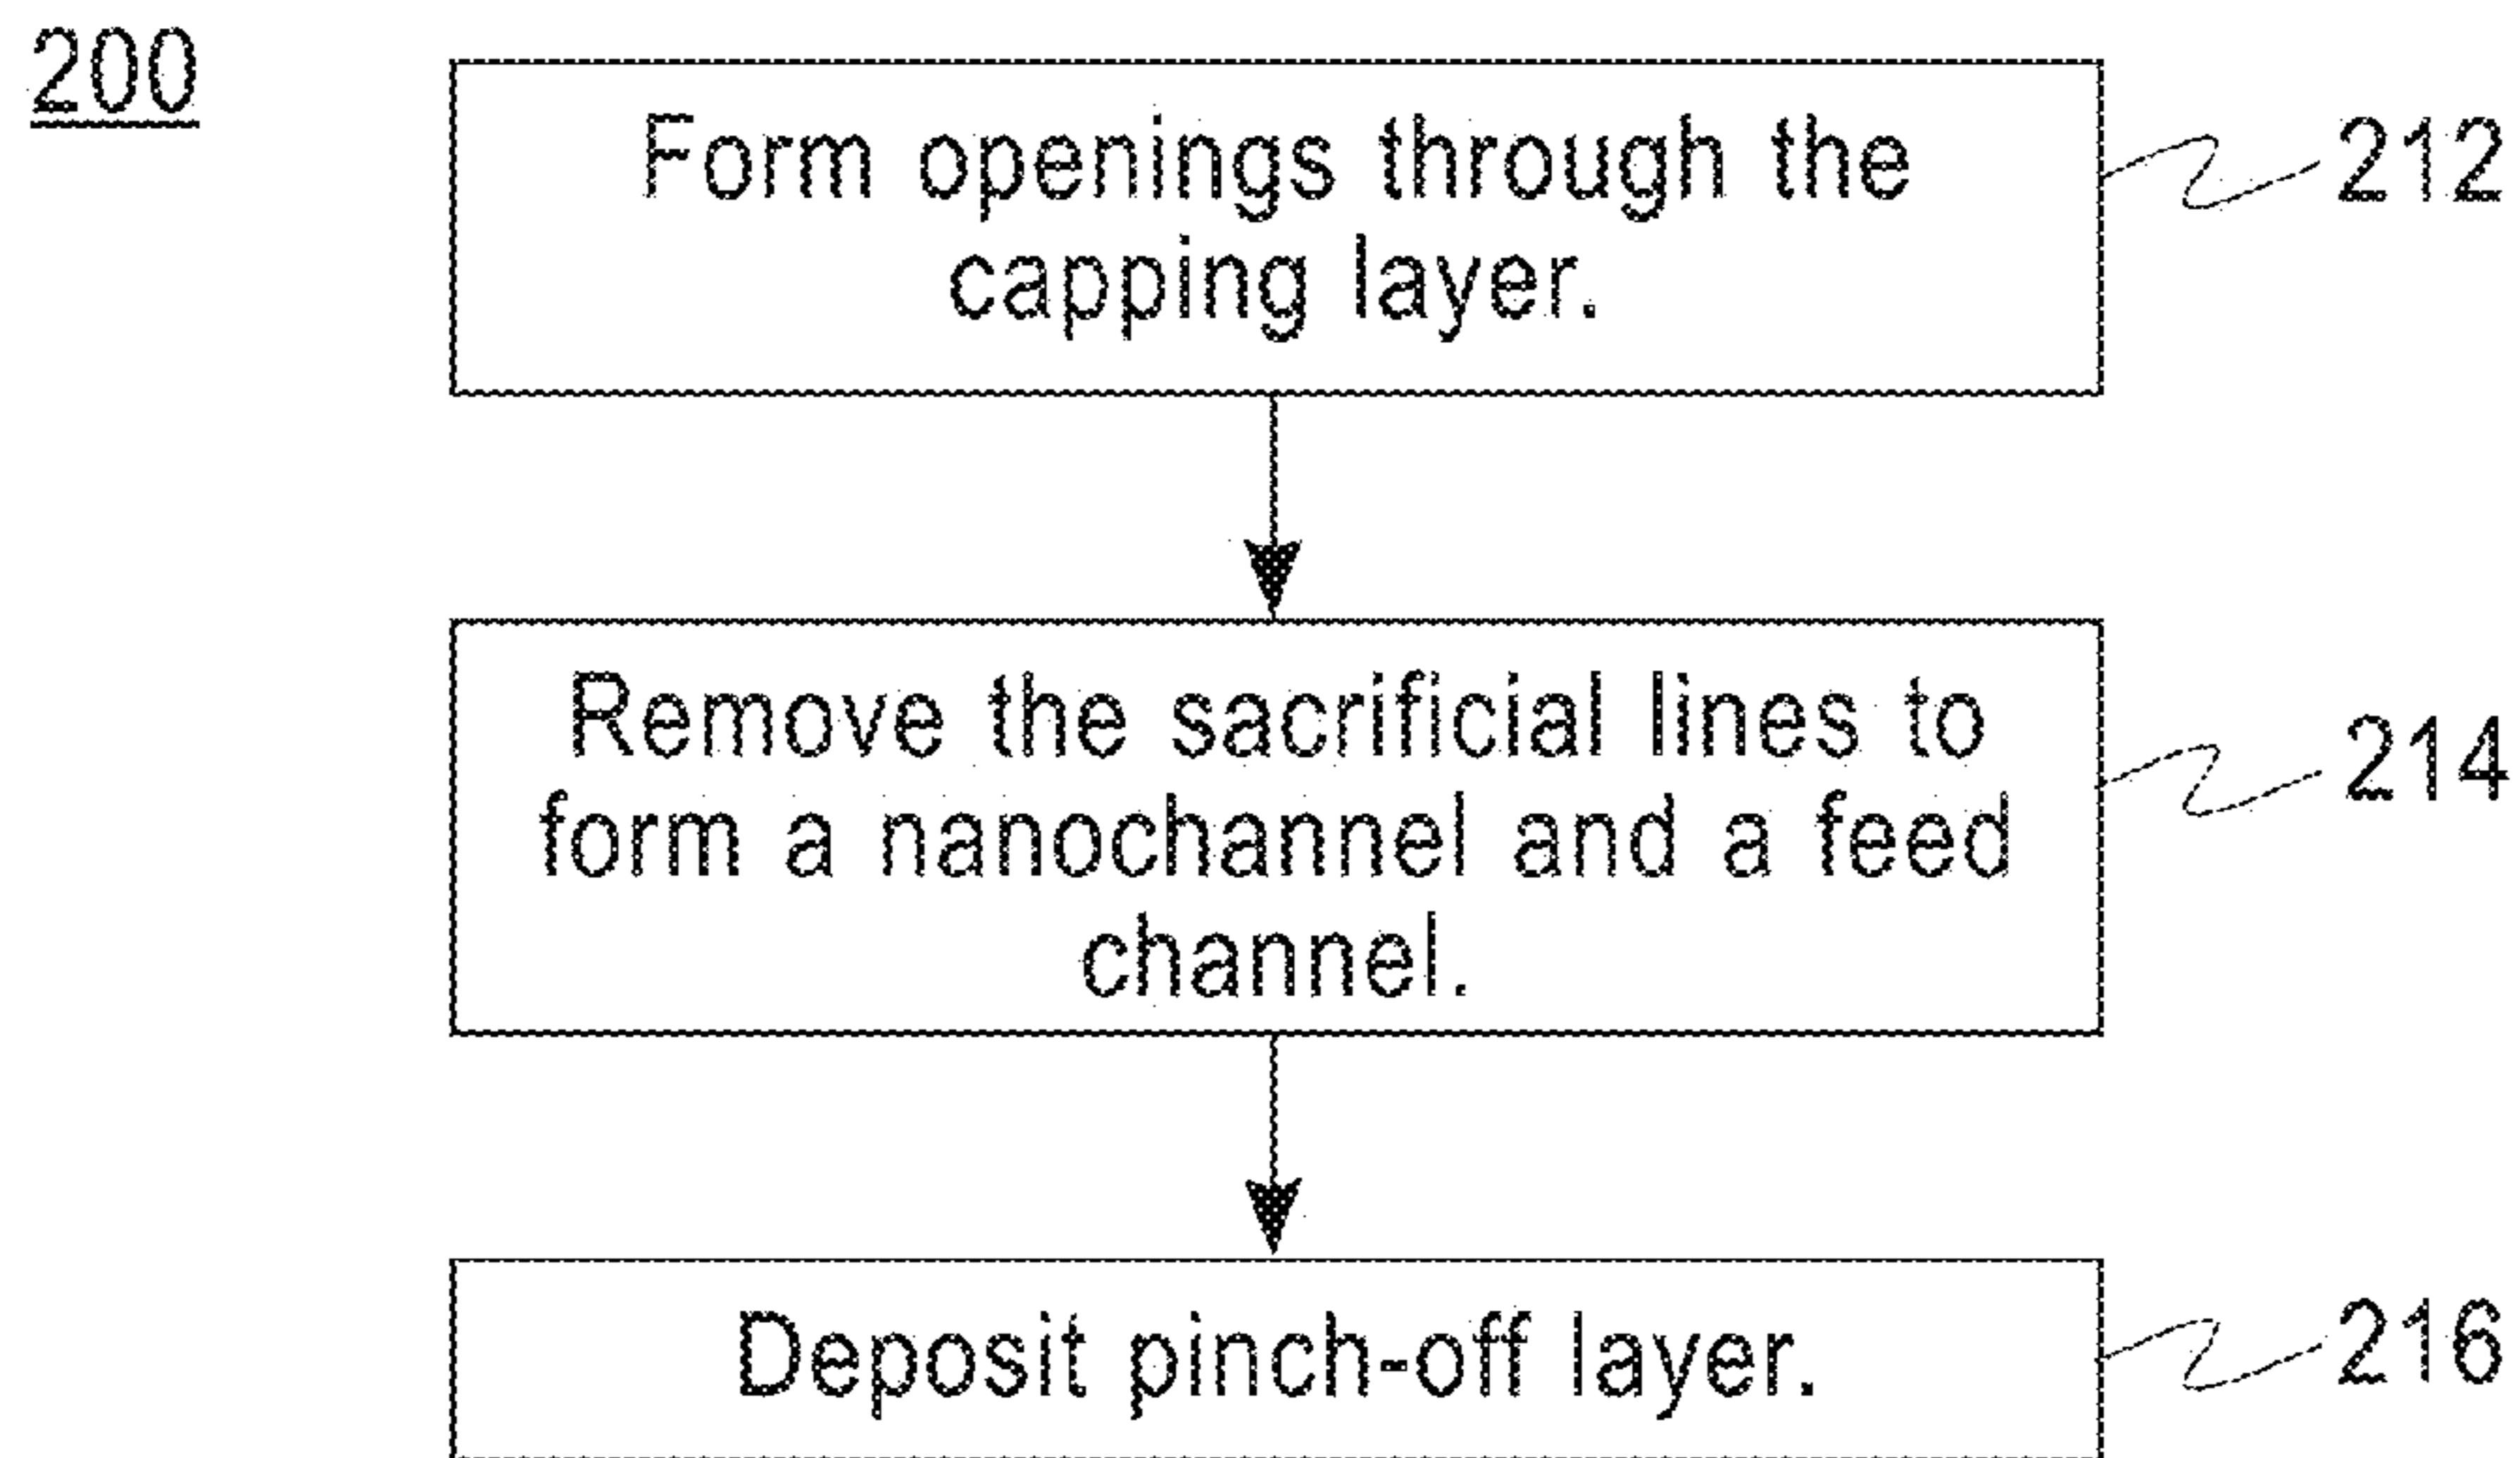 200
Form openings through the
capping layer.
212
Remove the sacrificial lines to
form a nanochannel and a feed
channel.
214
Deposit pinch-off layer.
216